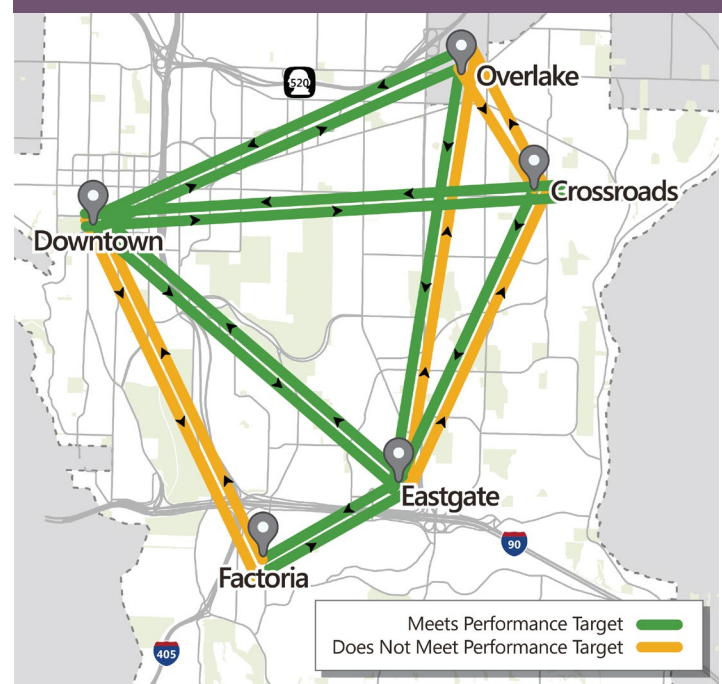 520
Overlake
Crossroads
Downtown
Eastgate
90
Factoria
Meets Performance Target
Does Not Meet Performance Target
405